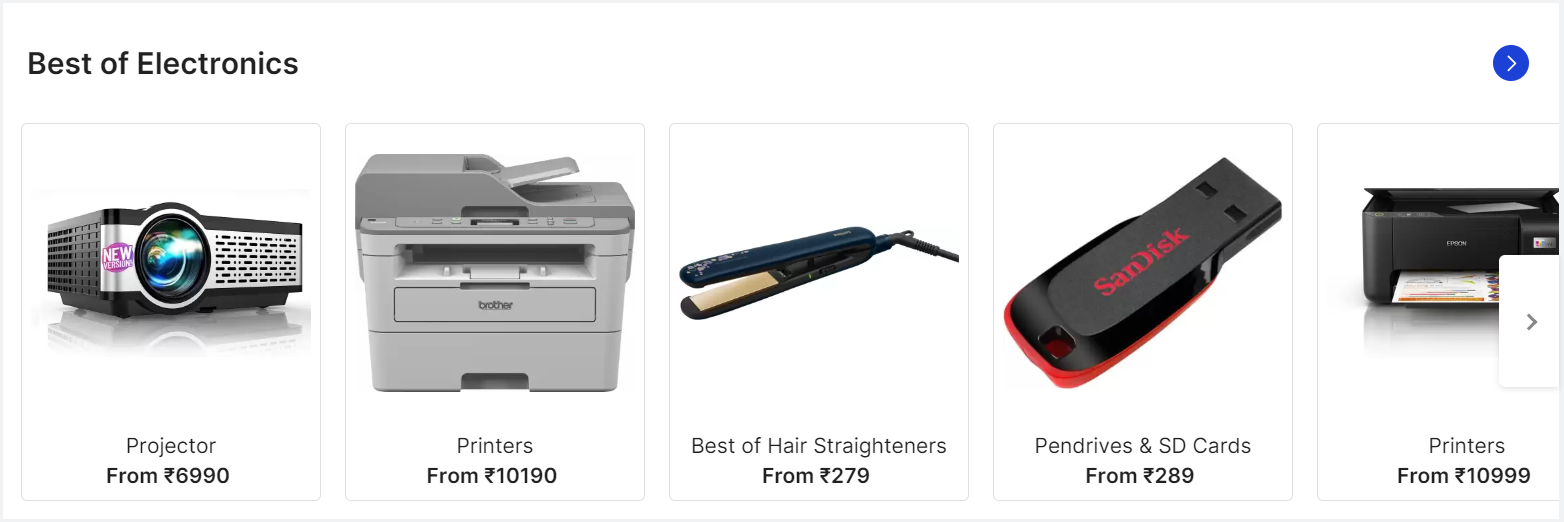 Best of Electronics
NEW
VERSION
brother
SanDisk
EPSON
Projector
From ₹6990
Printers
From ₹10190
Best of Hair Straighteners
From ₹279
Pendrives & SD Cards
From ₹289
Printers
From ₹10999